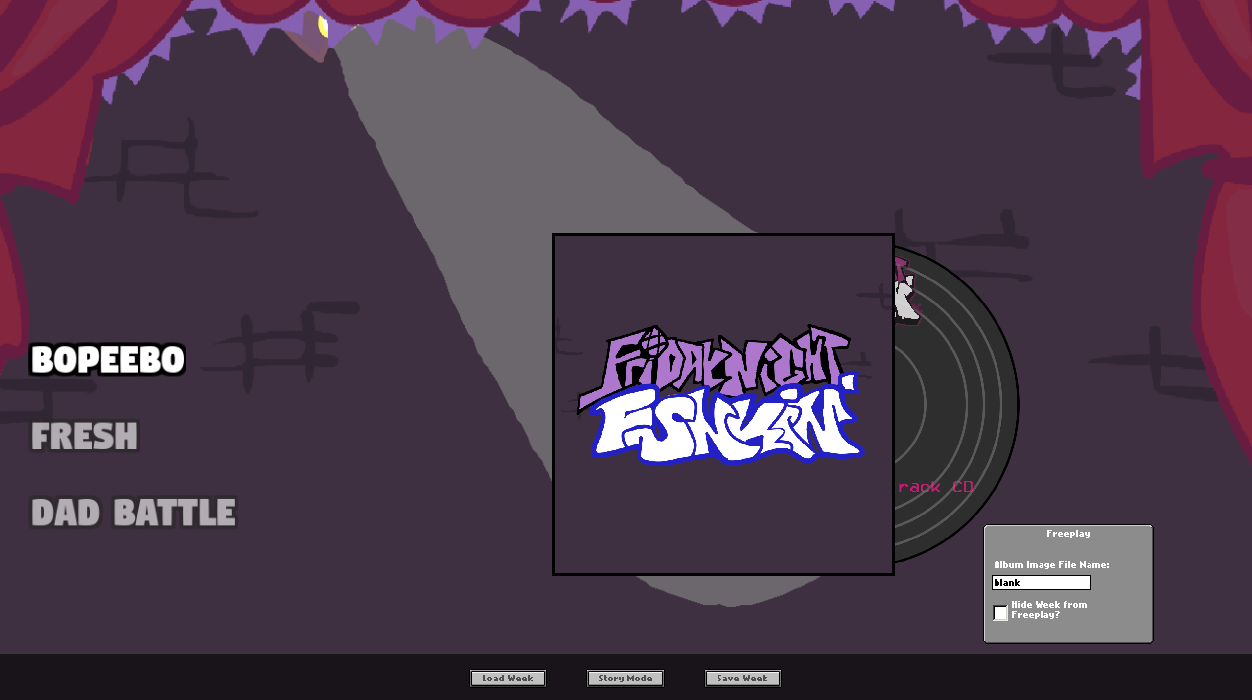 BOPEEBO
FRESH
DAD BATTLE
FRIDAY NIGHT
FUNKIN'
rack CD
Freeplay
Album Image File Name:
blank
Hide Week from
Freeplay?
Load Week
Story Mode
Save Week